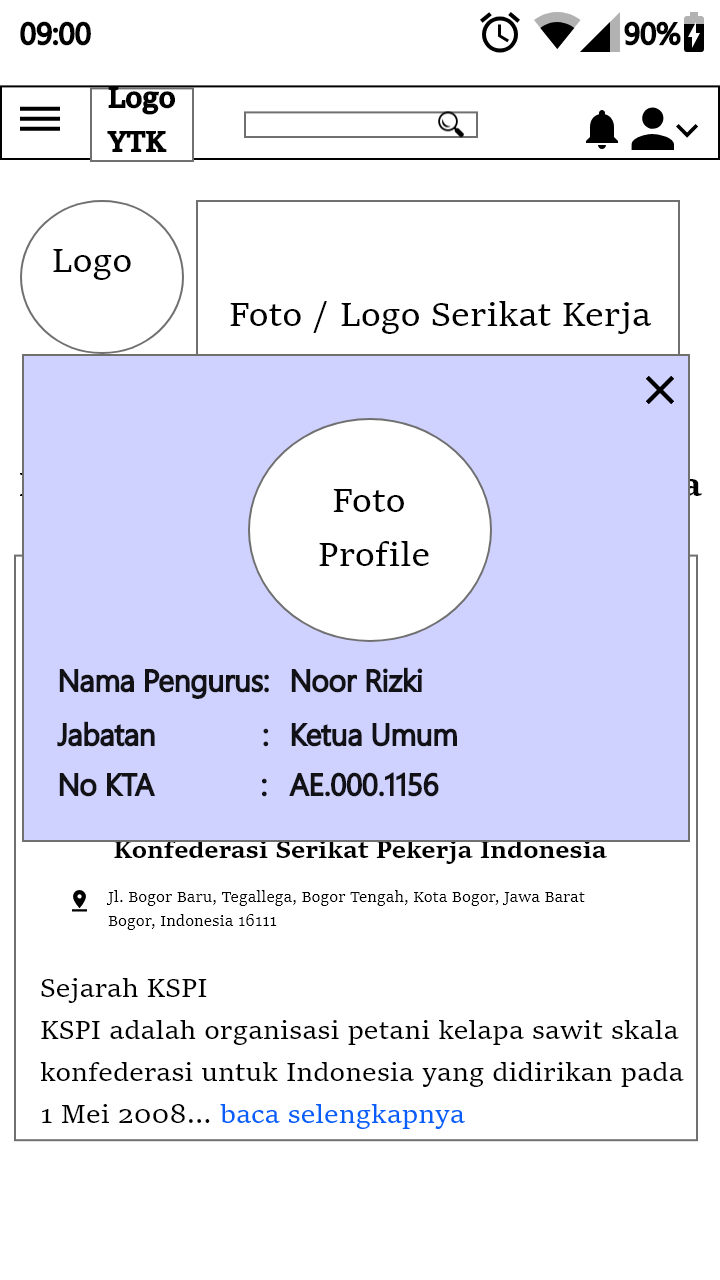 09:00 90%
Logo
YTK
Logo
Foto / Logo Serikat Kerja
Foto
Profile
Nama Pengurus: Noor Rizki
Jabatan : Ketua Umum
No KTA : AE.000.1156
Konfederasi Serikat Pekerja Indonesia
Jl. Bogor Baru, Tegallega, Bogor Tengah, Kota Bogor, Jawa Barat
Bogor, Indonesia 16111
Sejarah KSPI
KSPI adalah organisasi petani kelapa sawit skala
konfederasi untuk Indonesia yang didirikan pada
1 Mei 2008... baca selengkapnya